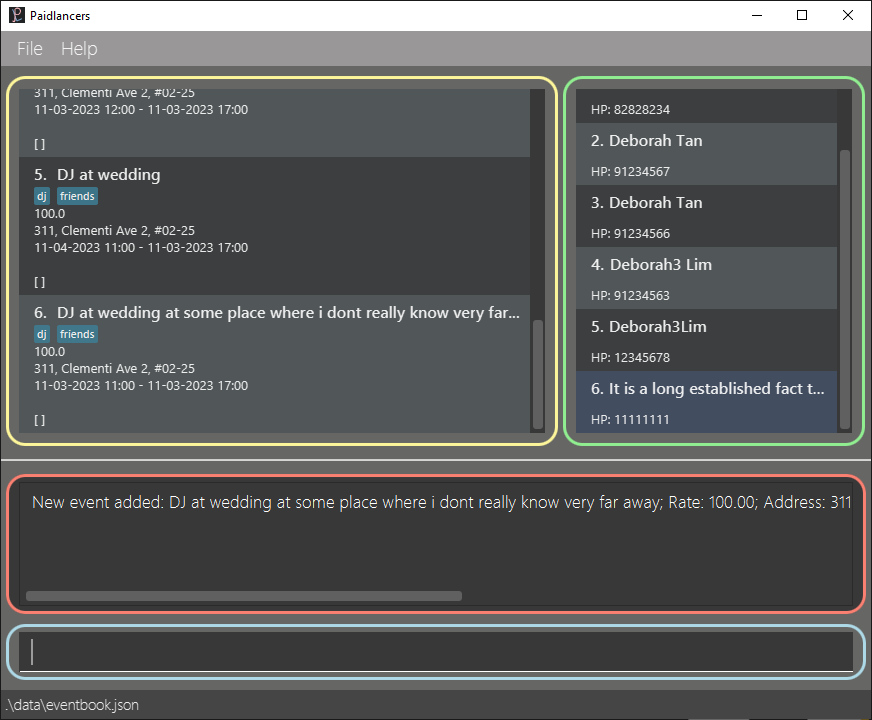 Paidlancers
File Help
311, Clementi Ave 2, #02-25
11-03-2023 12:00 - 11-03-2023 17:00
[ ]
5. DJ at wedding
dj friends
100.0
311, Clementi Ave 2, #02-25
11-04-2023 11:00 - 11-03-2023 17:00
[ ]
6. DJ at wedding at some place where i dont really know very far...
dj friends
100.0
311, Clementi Ave 2, #02-25
11-03-2023 11:00 - 11-03-2023 17:00
[ ]
HP: 82828234
2. Deborah Tan
HP: 91234567
3. Deborah Tan
HP: 91234566
4. Deborah3 Lim
HP: 91234563
5. Deborah3Lim
HP: 12345678
6. It is a long established fact t...
HP: 11111111
New event added: DJ at wedding at some place where i dont really know very far away; Rate: 100.00; Address: 311
.\data\eventbook.json